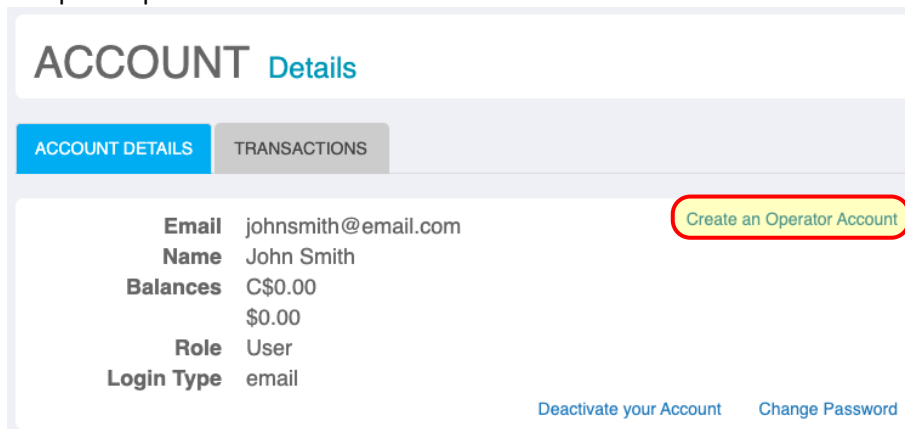 ACCOUNT Details
ACCOUNT DETAILS TRANSACTIONS
Email johnsmith@email.com Create an Operator Account
Name John Smith
Balances C$0.00
$0.00
Role User
Login Type email
Deactivate your Account Change Password